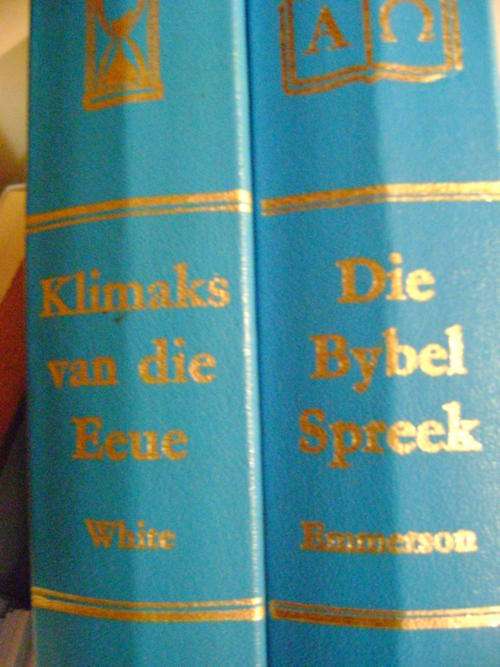 Klimaks
van die
Eeue
White
Α Ω
Die
Bybel
Spreek
Emmerson